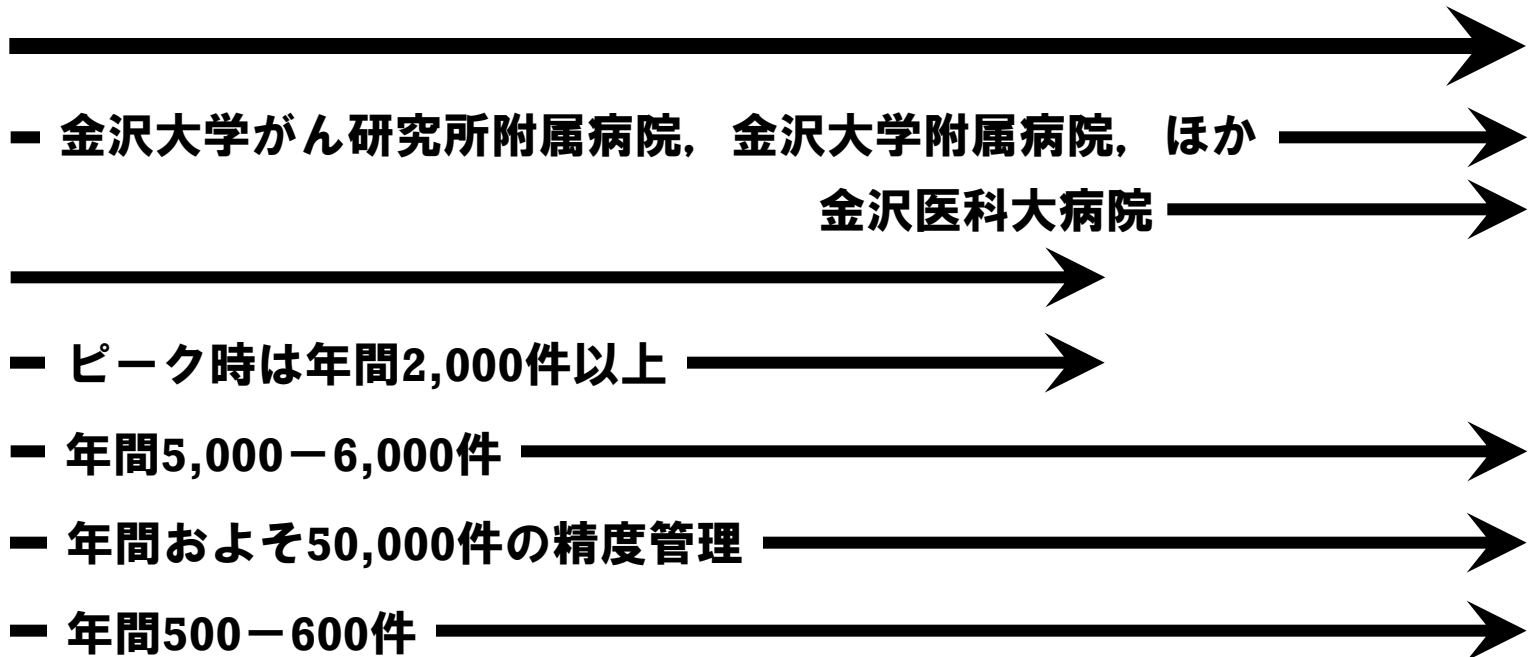 金沢大学がん研究所附属病院，金沢大学附属病院，ほか
金沢医科大病院
ピーク時は年間2,000件以上
年間5,000－6,000件
年間およそ50,000件の精度管理
年間500－600件